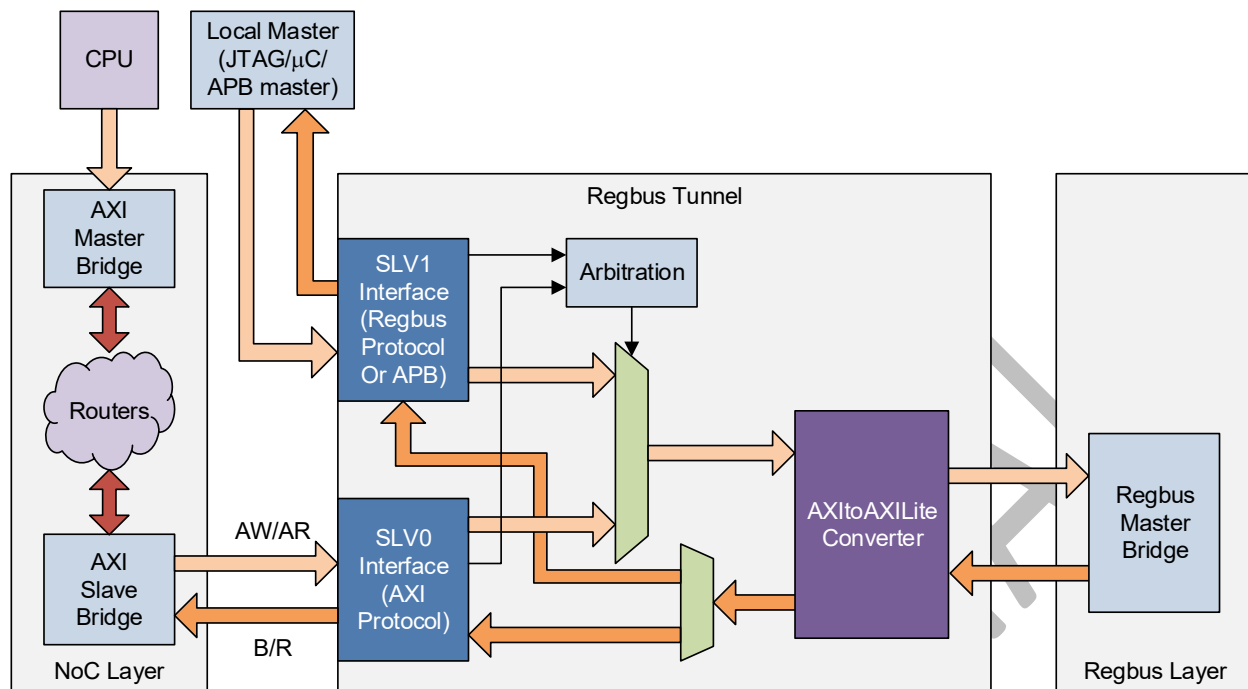 CPU
Local Master
(JTAG/μC/
APB master)
AXI
Master
Bridge
Routers
AXI
Slave
Bridge
NoC Layer
AW/AR
B/R
Regbus Tunnel
SLV1
Interface
(Regbus
Protocol
Or APB)
Arbitration
SLV0
Interface
(AXI
Protocol)
AXItoAXILite
Converter
Regbus
Master
Bridge
Regbus Layer